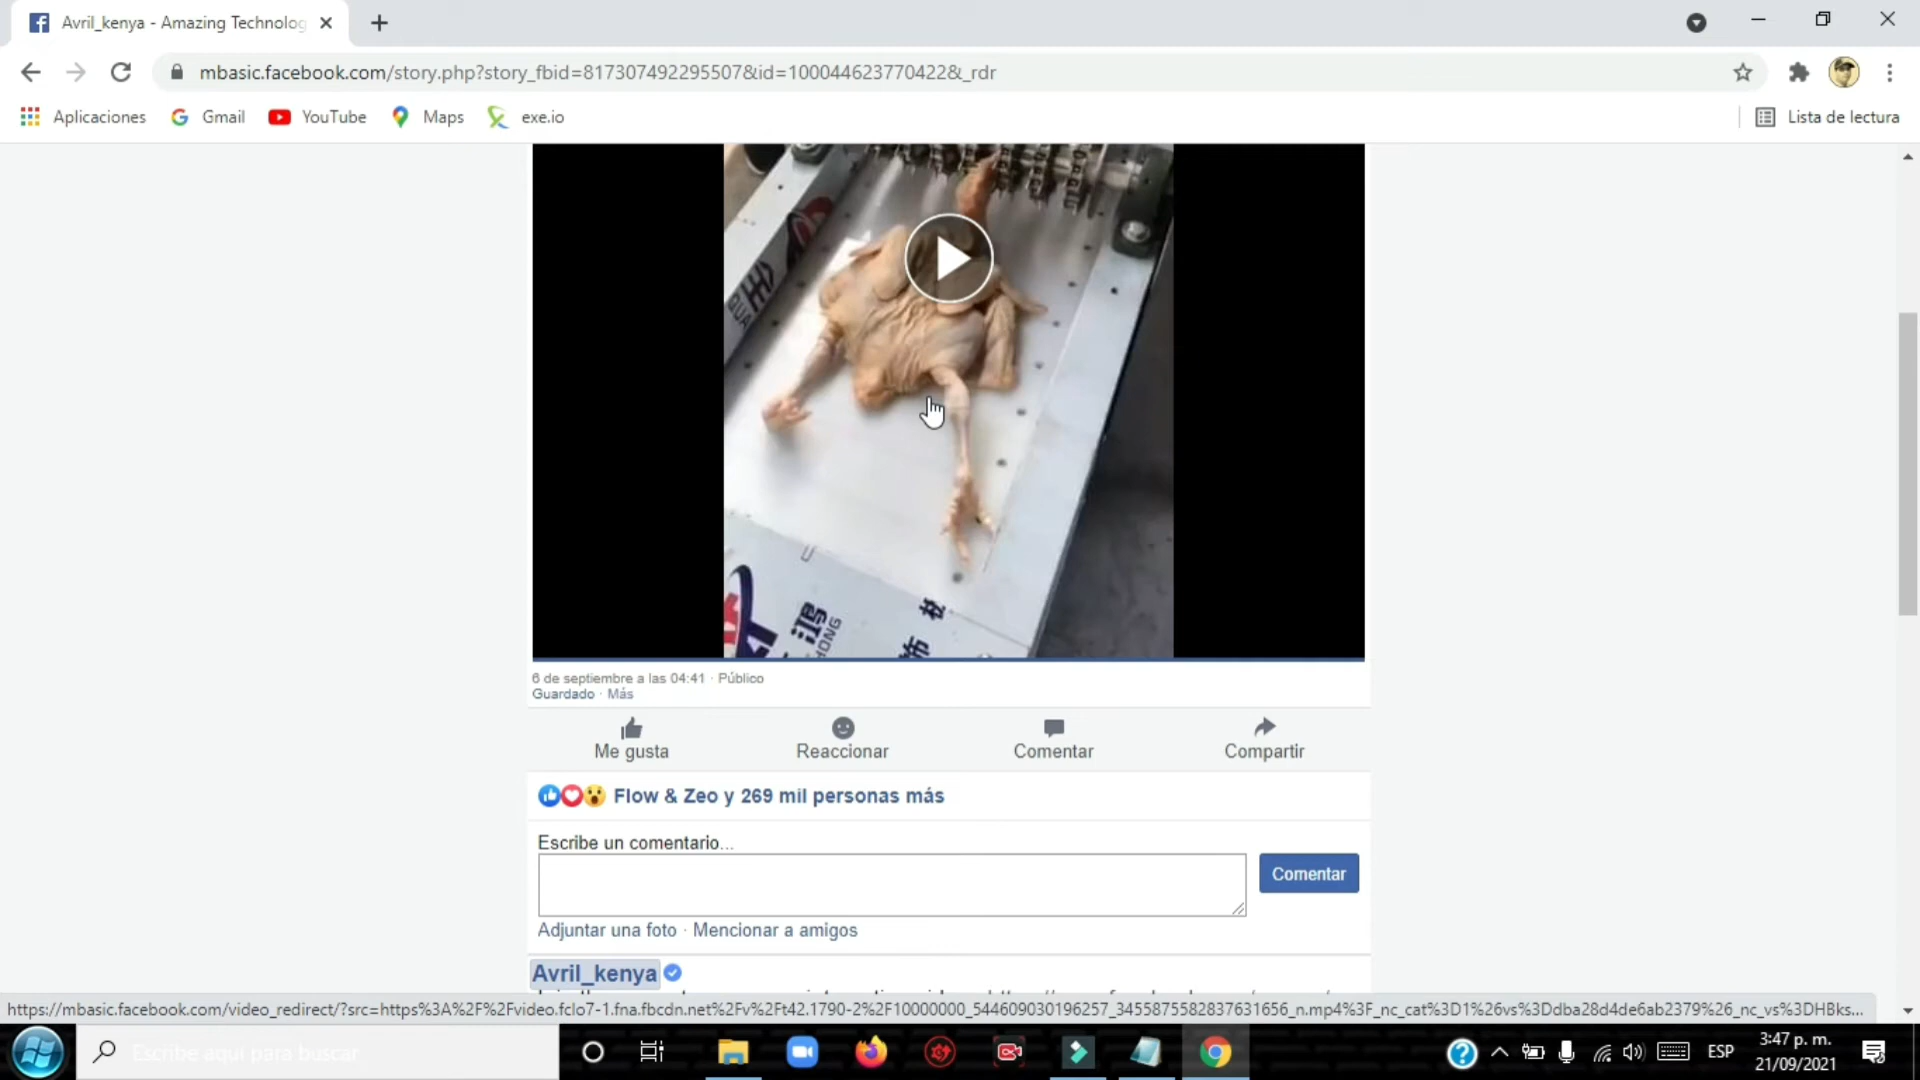 Avril_kenya - Amazing Technolog
mbasic.facebook.com/story.php?story_fbid=817307492295507&id=100044623770422&_rdr
Aplicaciones
Gmail
YouTube
Maps
exe.io
Lista de lectura
6 de septiembre a las 04:41 · Público
Guardado · Más
Me gusta
Reaccionar
Comentar
Compartir
Flow & Zeo y 269 mil personas más
Escribe un comentario...
Comentar
Adjuntar una foto · Mencionar a amigos
Avril_kenya
https://mbasic.facebook.com/video_redirect/?src=https%3A%2F%2Fvideo.fclo7-1.fna.fbcdn.net%2Fv%2Ft42.1790-2%2F10000000_544609030196257_3455875582837631656_n.mp4%3F_nc_cat%3D1%26vs%3Ddba28d4de6ab2379%26_nc_vs%3DHBks...
Escribe aquí para buscar
ESP
3:47 p. m.
21/09/2021